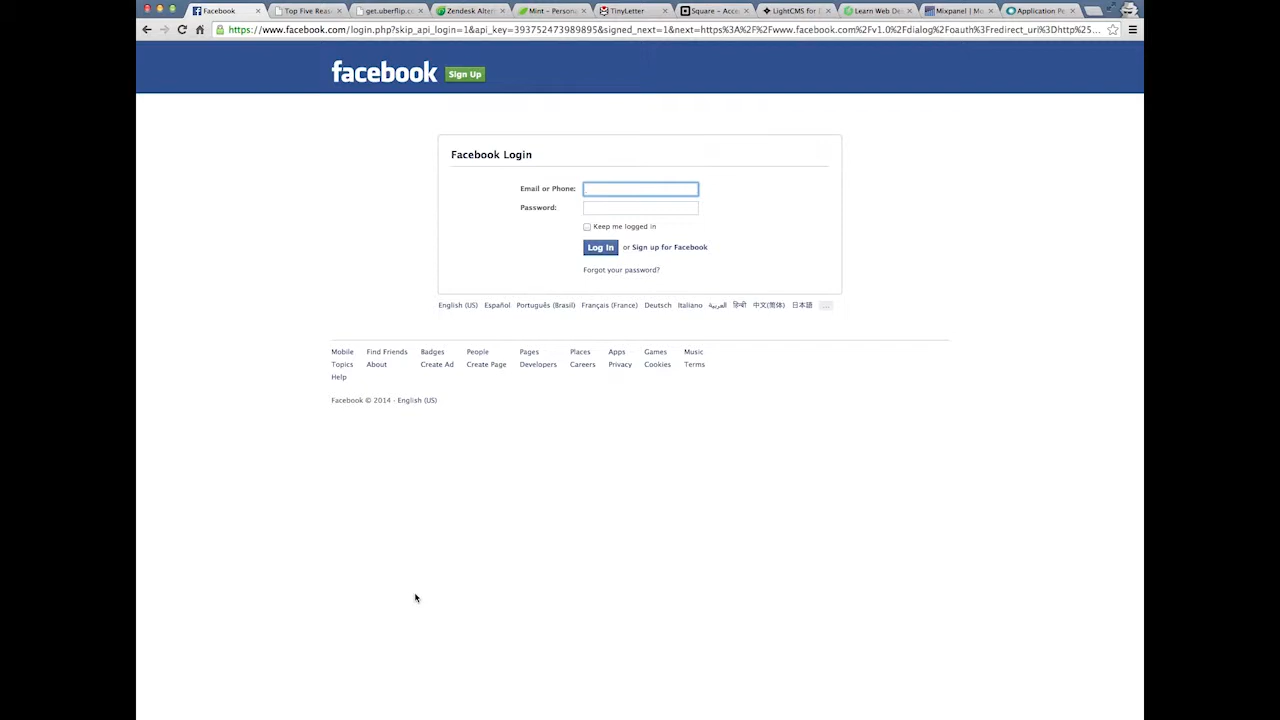 Facebook
Top Five Reas
get.uberflip.co
Zendesk Alter
Mint - Persona
TinyLetter
Square - Acce
LightCMS for
Learn Web De
Mixpanel | Mo
Application Pe
https://www.facebook.com/login.php?skip_api_login=1&api_key=393752473989895&signed_next=1&next=https%3A%2F%2Fwww.facebook.com%2Fv1.0%2Fdialog%2Foauth%3Fredirect_uri%3Dhttp%25...
facebook Sign Up
Facebook Login
Email or Phone:
Password:
Keep me logged in
Log In or Sign up for Facebook
Forgot your password?
English (US) Español Português (Brasil) Français (France) Deutsch Italiano العربية हिन्दी 中文(简体) 日本語 ...
Mobile Find Friends Badges People Pages Places Apps Games Music
Topics About Create Ad Create Page Developers Careers Privacy Cookies Terms
Help
Facebook © 2014 · English (US)